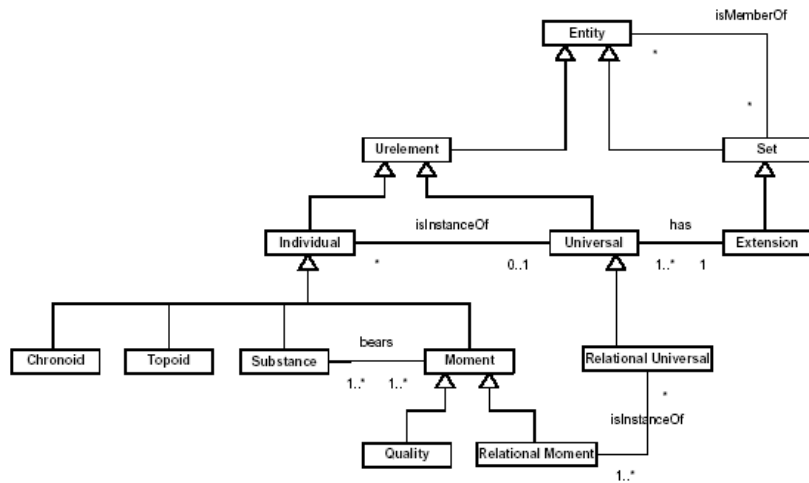 isMemberOf
Entity
*
*
Urelement
Set
isInstanceOf
has
Individual
Universal
Extension
*
0..1
1..*
1
bears
Chronoid
Topoid
Substance
Moment
Relational Universal
1..*
1..*
*
isInstanceOf
Quality
Relational Moment
1..*